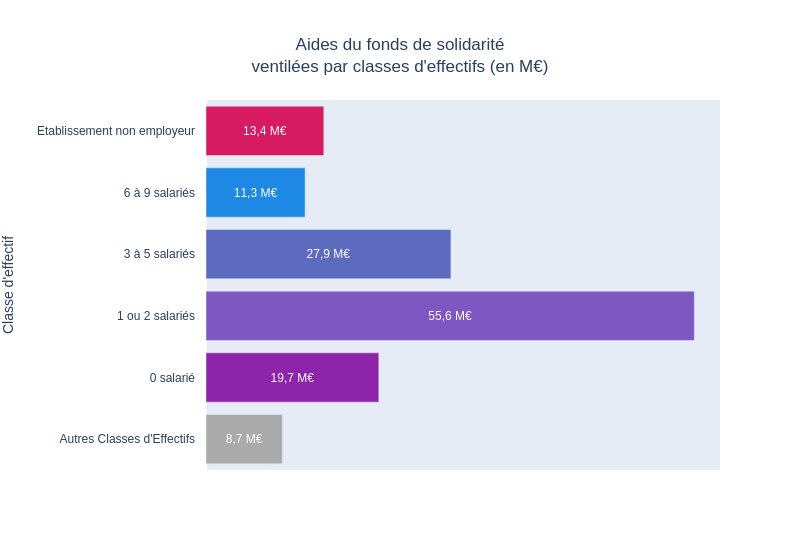 Aides du fonds de solidarité
ventilées par classes d'effectifs (en M€)
Classe d'effectif
Etablissement non employeur
13,4 M€
6 à 9 salariés
11,3 M€
3 à 5 salariés
27,9 M€
1 ou 2 salariés
55,6 M€
0 salarié
19,7 M€
Autres Classes d'Effectifs
8,7 M€